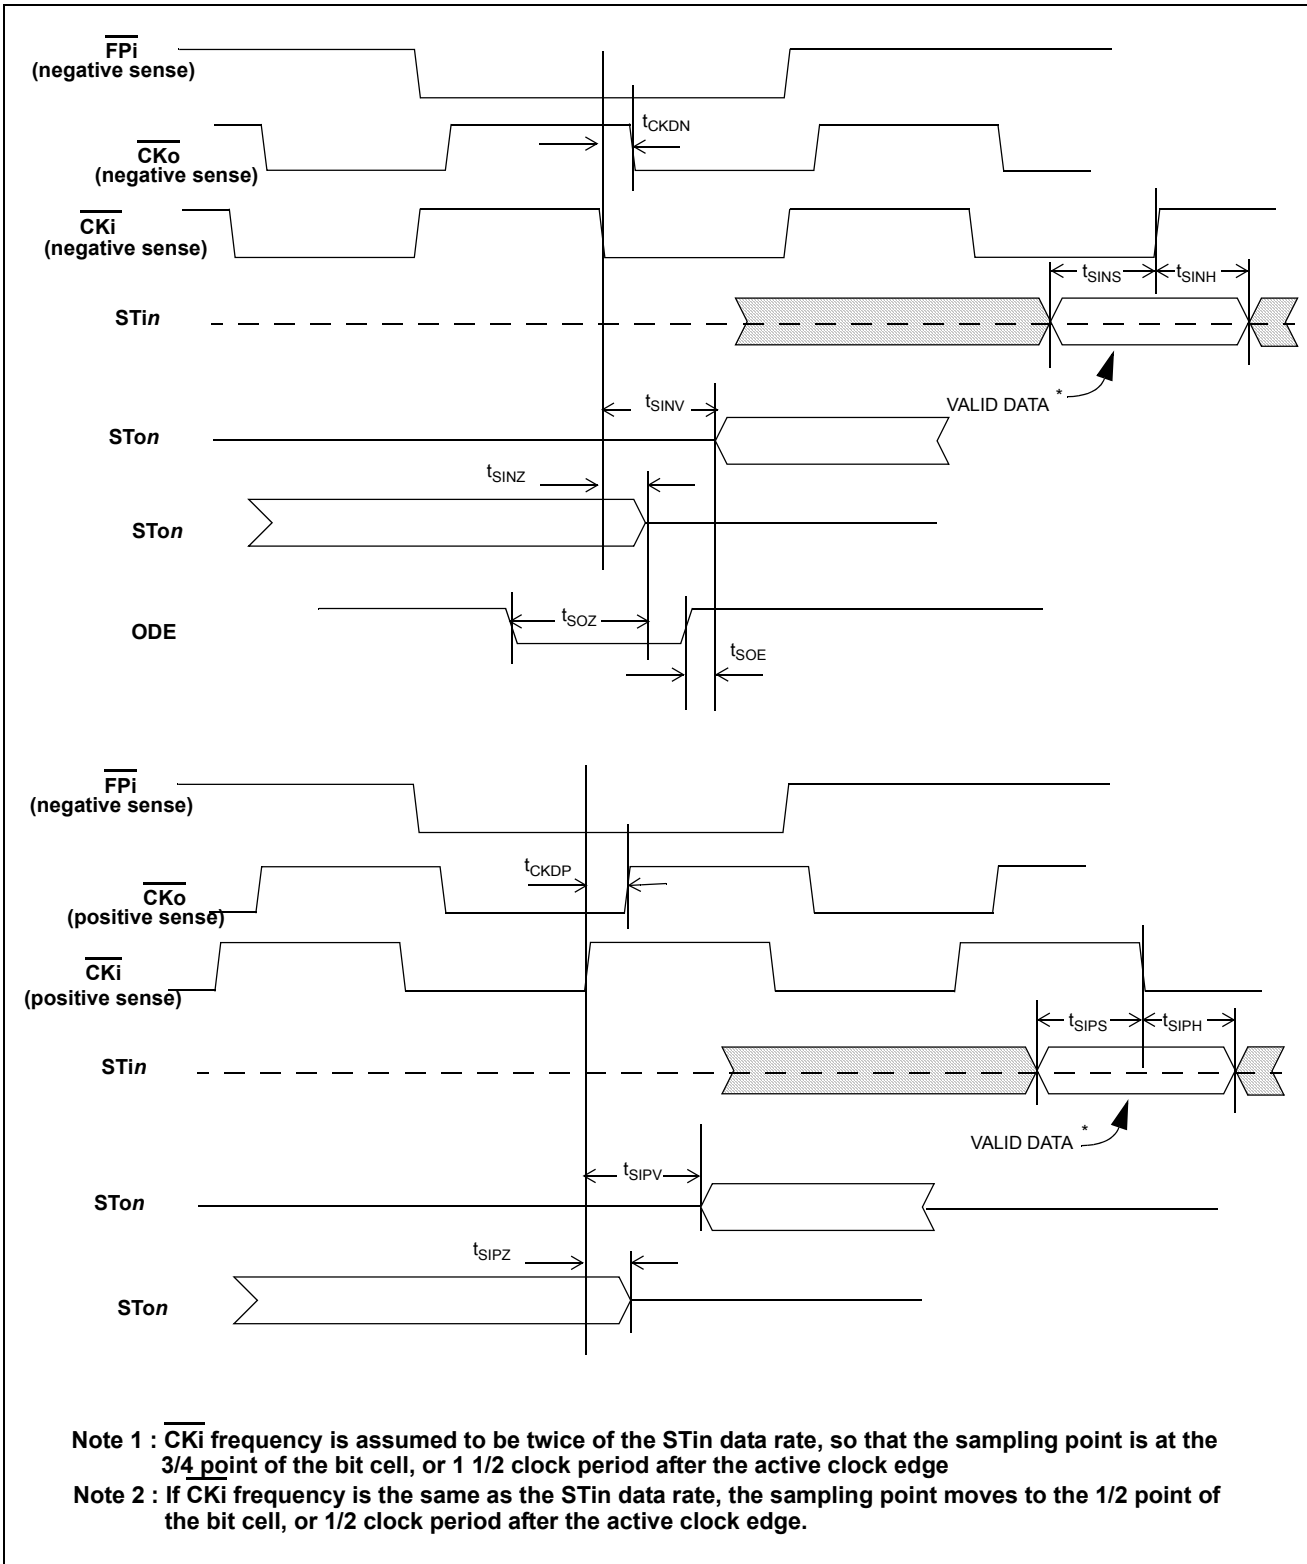 FPi
(negative sense)
tCKDN
CKo
(negative sense)
CKi
(negative sense)
tSINS
tSINH
STin
VALID DATA *
tSINV
STon
tSINZ
STon
tSOZ
ODE
tSOE
FPi
(negative sense)
tCKDP
CKo
(positive sense)
CKi
(positive sense)
tSIPS
tSIPH
STin
VALID DATA *
tSIPV
STon
tSIPZ
STon
Note 1 : CKi frequency is assumed to be twice of the STin data rate, so that the sampling point is at the
3/4 point of the bit cell, or 1 1/2 clock period after the active clock edge
Note 2 : If CKi frequency is the same as the STin data rate, the sampling point moves to the 1/2 point of
the bit cell, or 1/2 clock period after the active clock edge.